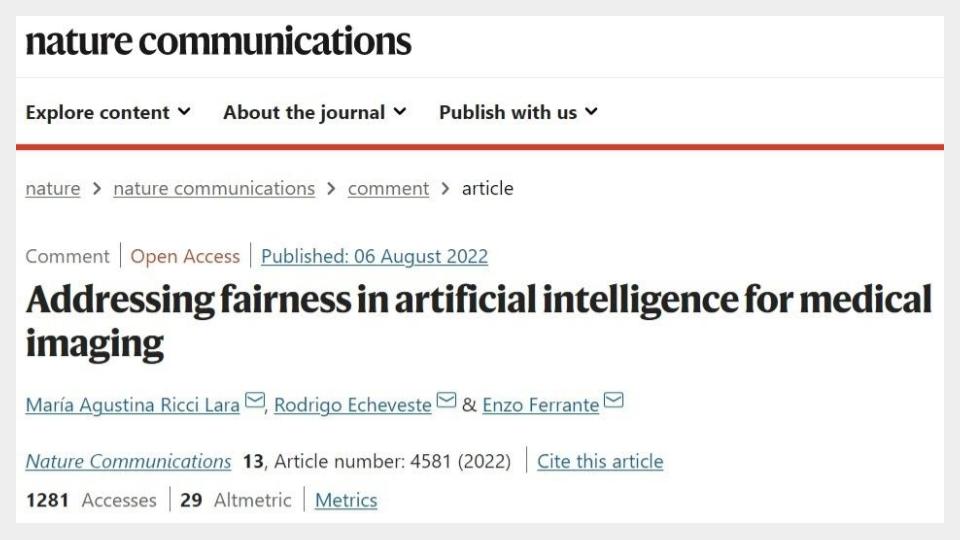 nature communications
Explore content About the journal Publish with us
nature > nature communications > comment > article
Comment | Open Access | Published: 06 August 2022
Addressing fairness in artificial intelligence for medical
imaging
María Agustina Ricci Lara, Rodrigo Echeveste & Enzo Ferrante
Nature Communications 13, Article number: 4581 (2022) | Cite this article
1281 Accesses | 29 Altmetric | Metrics